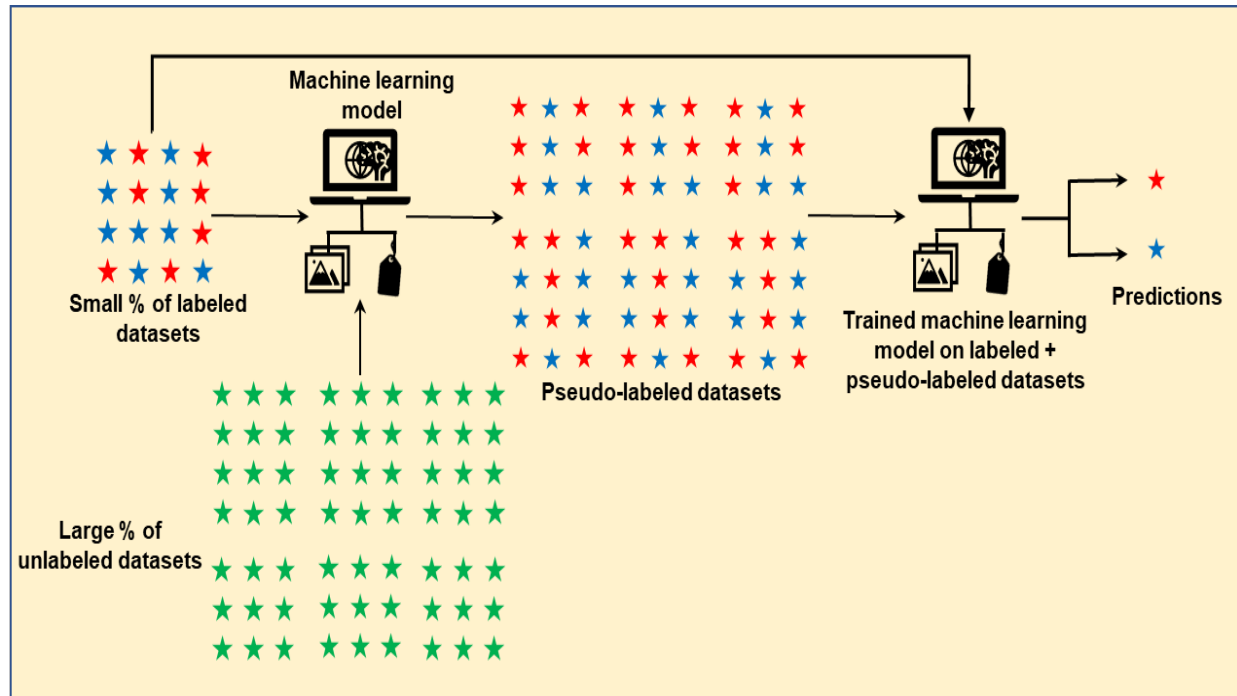 Machine learning
model
Small % of labeled
datasets
Large % of
unlabeled datasets
Pseudo-labeled datasets
Trained machine learning
model on labeled +
pseudo-labeled datasets
Predictions